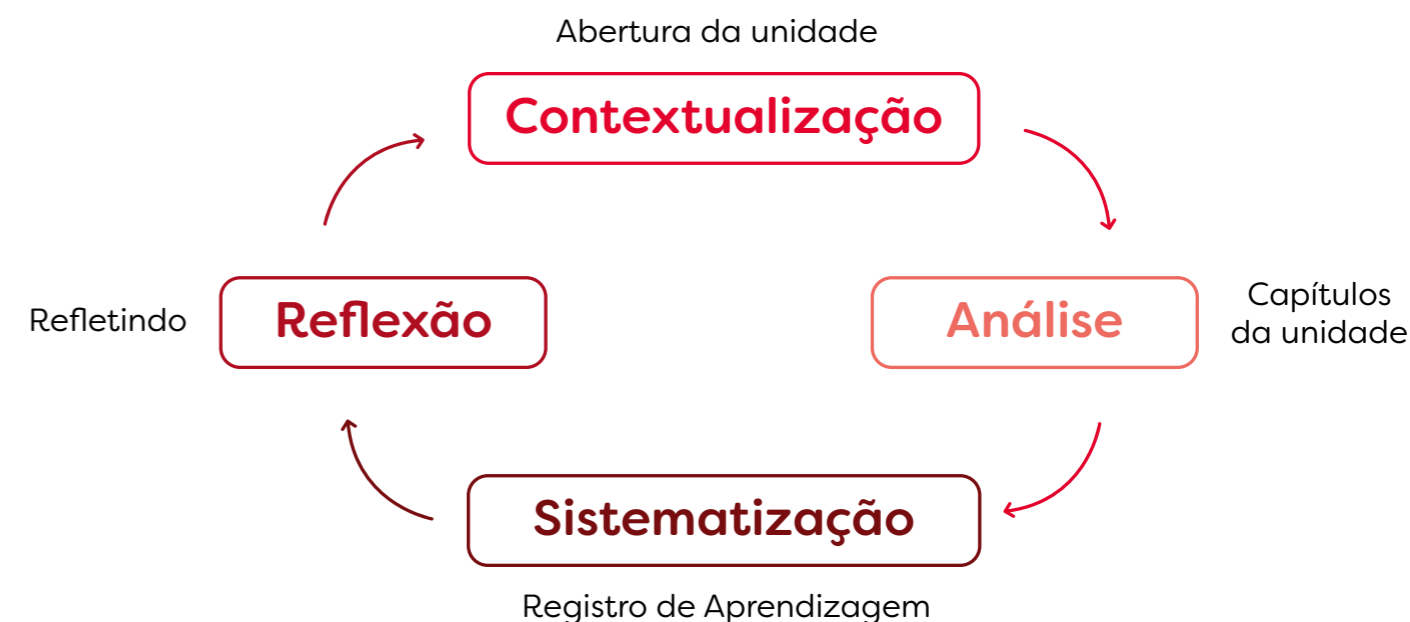 Abertura da unidade
Contextualização
Refletindo
Reflexão
Análise
Capítulos
da unidade
Sistematização
Registro de Aprendizagem